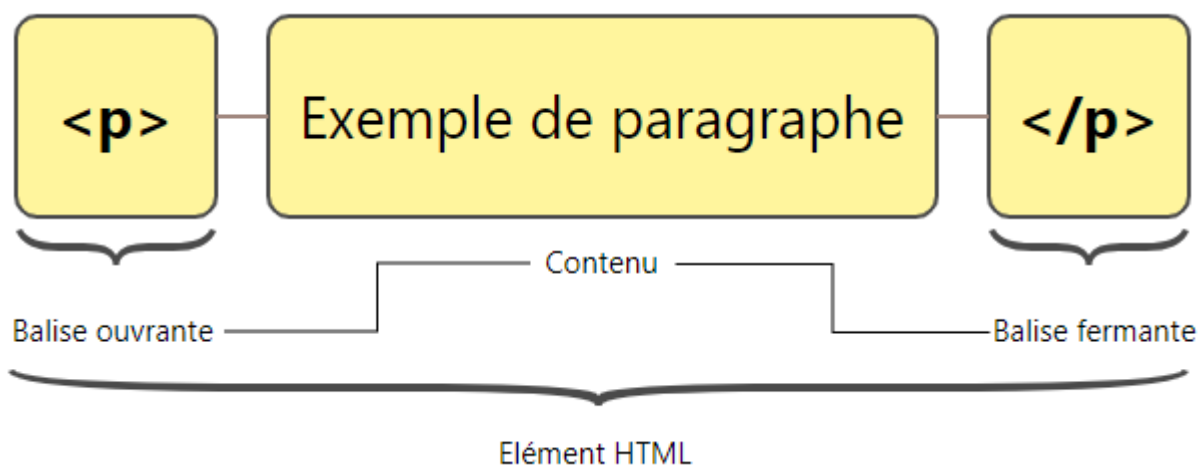 <p> Exemple de paragraphe </p>
Contenu
Balise ouvrante Balise fermante
Elément HTML